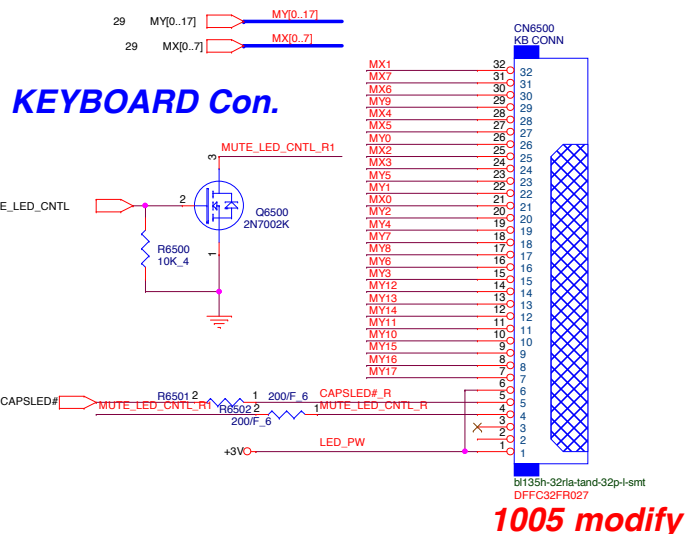 29 MY[0..17] MY[0..17]
29 MX[0..7] MX[0..7]
KEYBOARD Con.
CN6500
KB CONN
MX1 32 32
MX7 31 31
MX6 30 30
MY9 29 29
MX4 28 28
MX5 27 27
MY0 26 26
MX2 25 25
MX3 24 24
MY5 23 23
MY1 22 22
MX0 21 21
MY2 20 20
MY4 19 19
MY7 18 18
MY8 17 17
MY6 16 16
MY3 15 15
MY12 14 14
MY13 13 13
MY14 12 12
MY11 11 11
MY10 10 10
MY15 9 9
MY16 8 8
MY17 7 7
6 6
5 5
4 4
3 3
2 2
1 1
MUTE_LED_CNTL_R1
3
E_LED_CNTL
2
Q6500
2N7002K
1
R6500
10K_4
CAPSLED#
R6501 2 1 200/F_6 CAPSLED#_R
MUTE_LED_CNTL_R1 R6502 2 1 MUTE_LED_CNTL_R
200/F_6
+3V LED_PW
bl135h-32rla-tand-32p-l-smt
DFFC32FR027
1005 modify